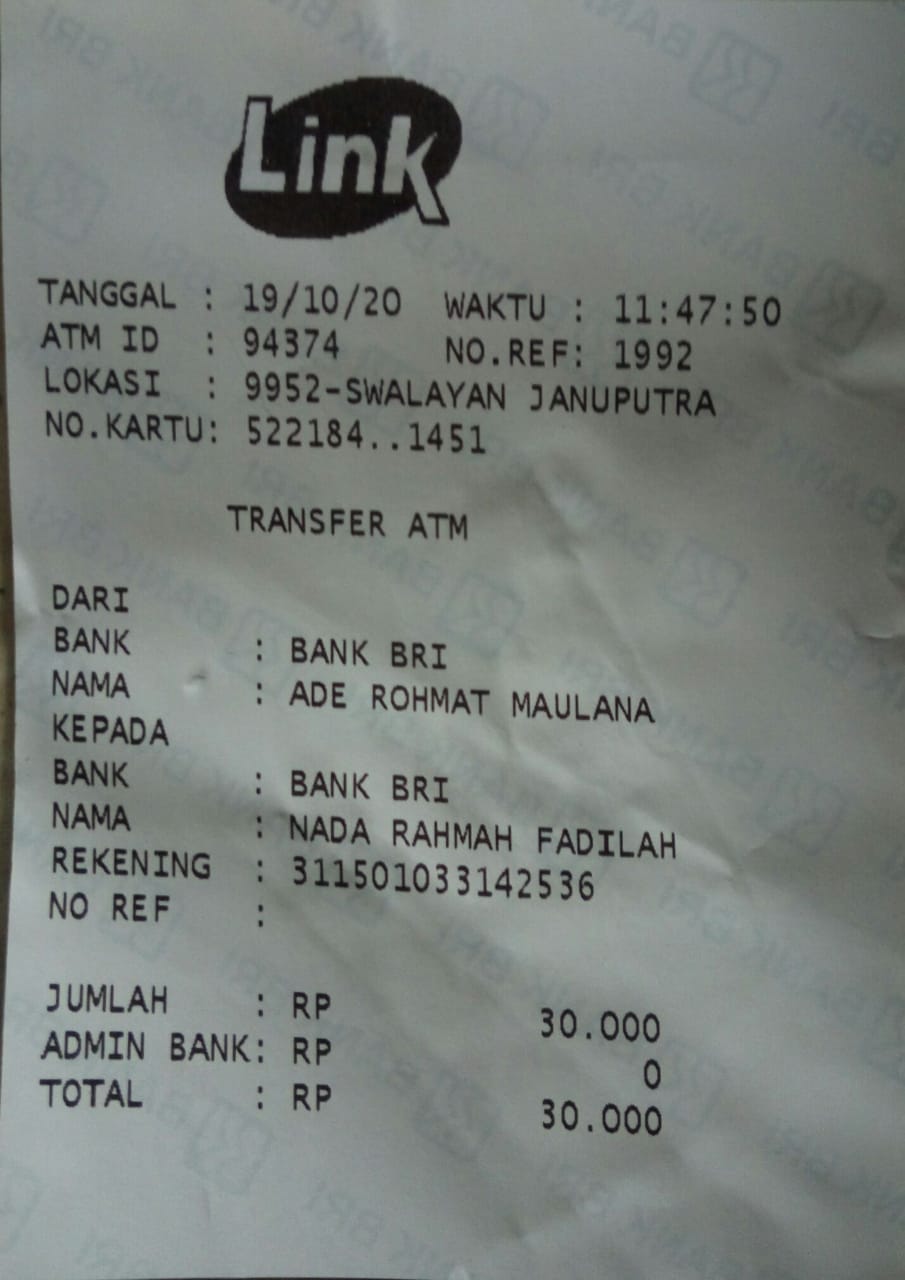 Link
TANGGAL : 19/10/20 WAKTU : 11:47:50
ATM ID : 94374 NO.REF: 1992
LOKASI : 9952-SWALAYAN JANUPUTRA
NO.KARTU: 522184..1451
TRANSFER ATM
DARI
BANK : BANK BRI
NAMA : ADE ROHMAT MAULANA
KEPADA
BANK : BANK BRI
NAMA : NADA RAHMAH FADILAH
REKENING : 311501033142536
NO REF :
JUMLAH : RP 30.000
ADMIN BANK: RP 0
TOTAL : RP 30.000